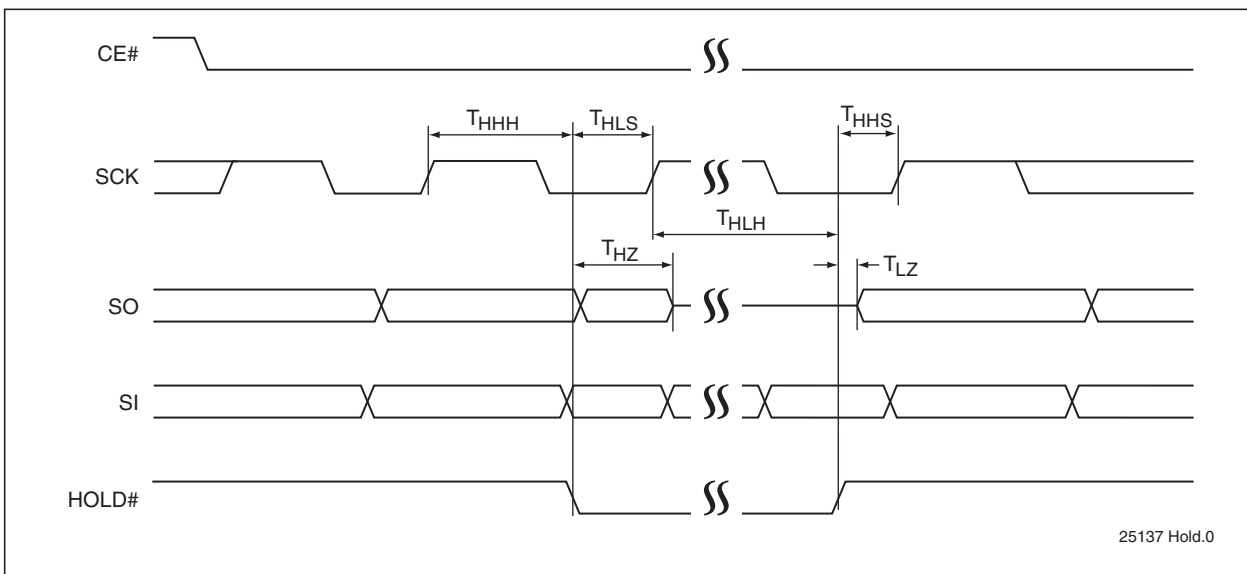 CE#
THHH
THLS
THHS
SCK
THLH
THZ
TLZ
SO
SI
HOLD#
25137 Hold.0